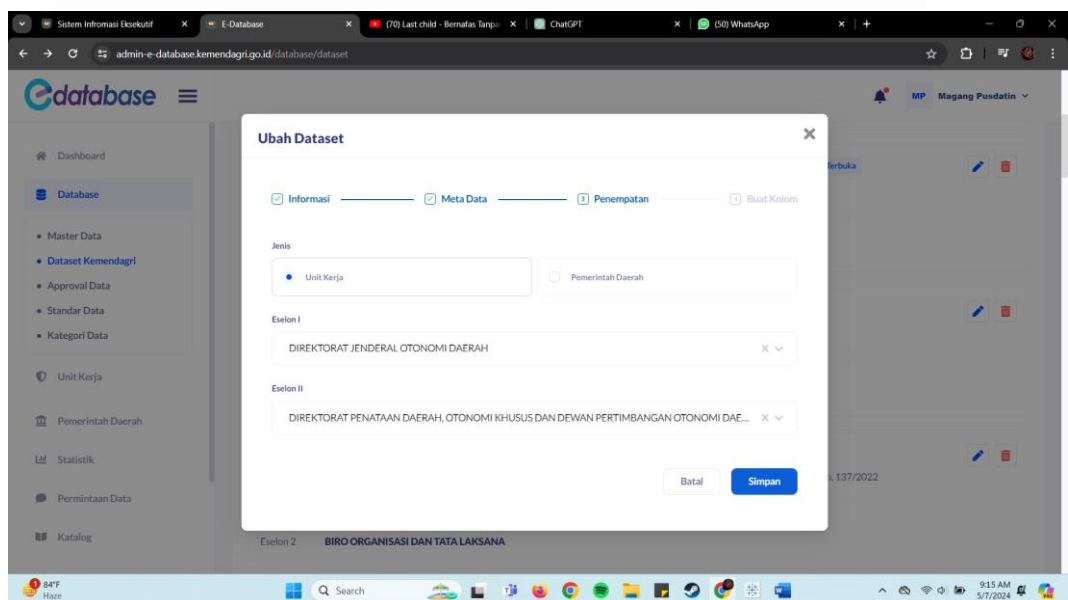 Sistem Infromasi Eksekutif
E-Database
(70) Last child - Bernafas Tanpa
ChatGPT
(50) WhatsApp
admin-e-database.kemendagri.go.id/database/dataset
edatabase
MP Magang Pusdatin
Ubah Dataset
Dashboard
Database
Master Data
Dataset Kemendagri
Approval Data
Standar Data
Kategori Data
Unit Kerja
Pemerintah Daerah
Statistik
Permintaan Data
Katalog
Informasi
Meta Data
3 Penempatan
4 Buat Kolom
Jenis
Unit Kerja
Pemerintah Daerah
Eselon I
DIREKTORAT JENDERAL OTONOMI DAERAH
Eselon II
DIREKTORAT PENATAAN DAERAH, OTONOMI KHUSUS DAN DEWAN PERTIMBANGAN OTONOMI DAE...
Batal
Simpan
Terbuka
137/2022
Eselon 2 BIRO ORGANISASI DAN TATA LAKSANA
1
84°F
Haze
Search
9:15 AM
5/7/2024